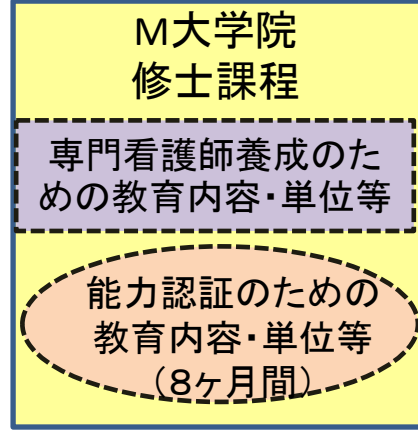 M大学院
修士課程
専門看護師養成のた
めの教育内容・単位等
能力認証のための
教育内容・単位等
（8ヶ月間）